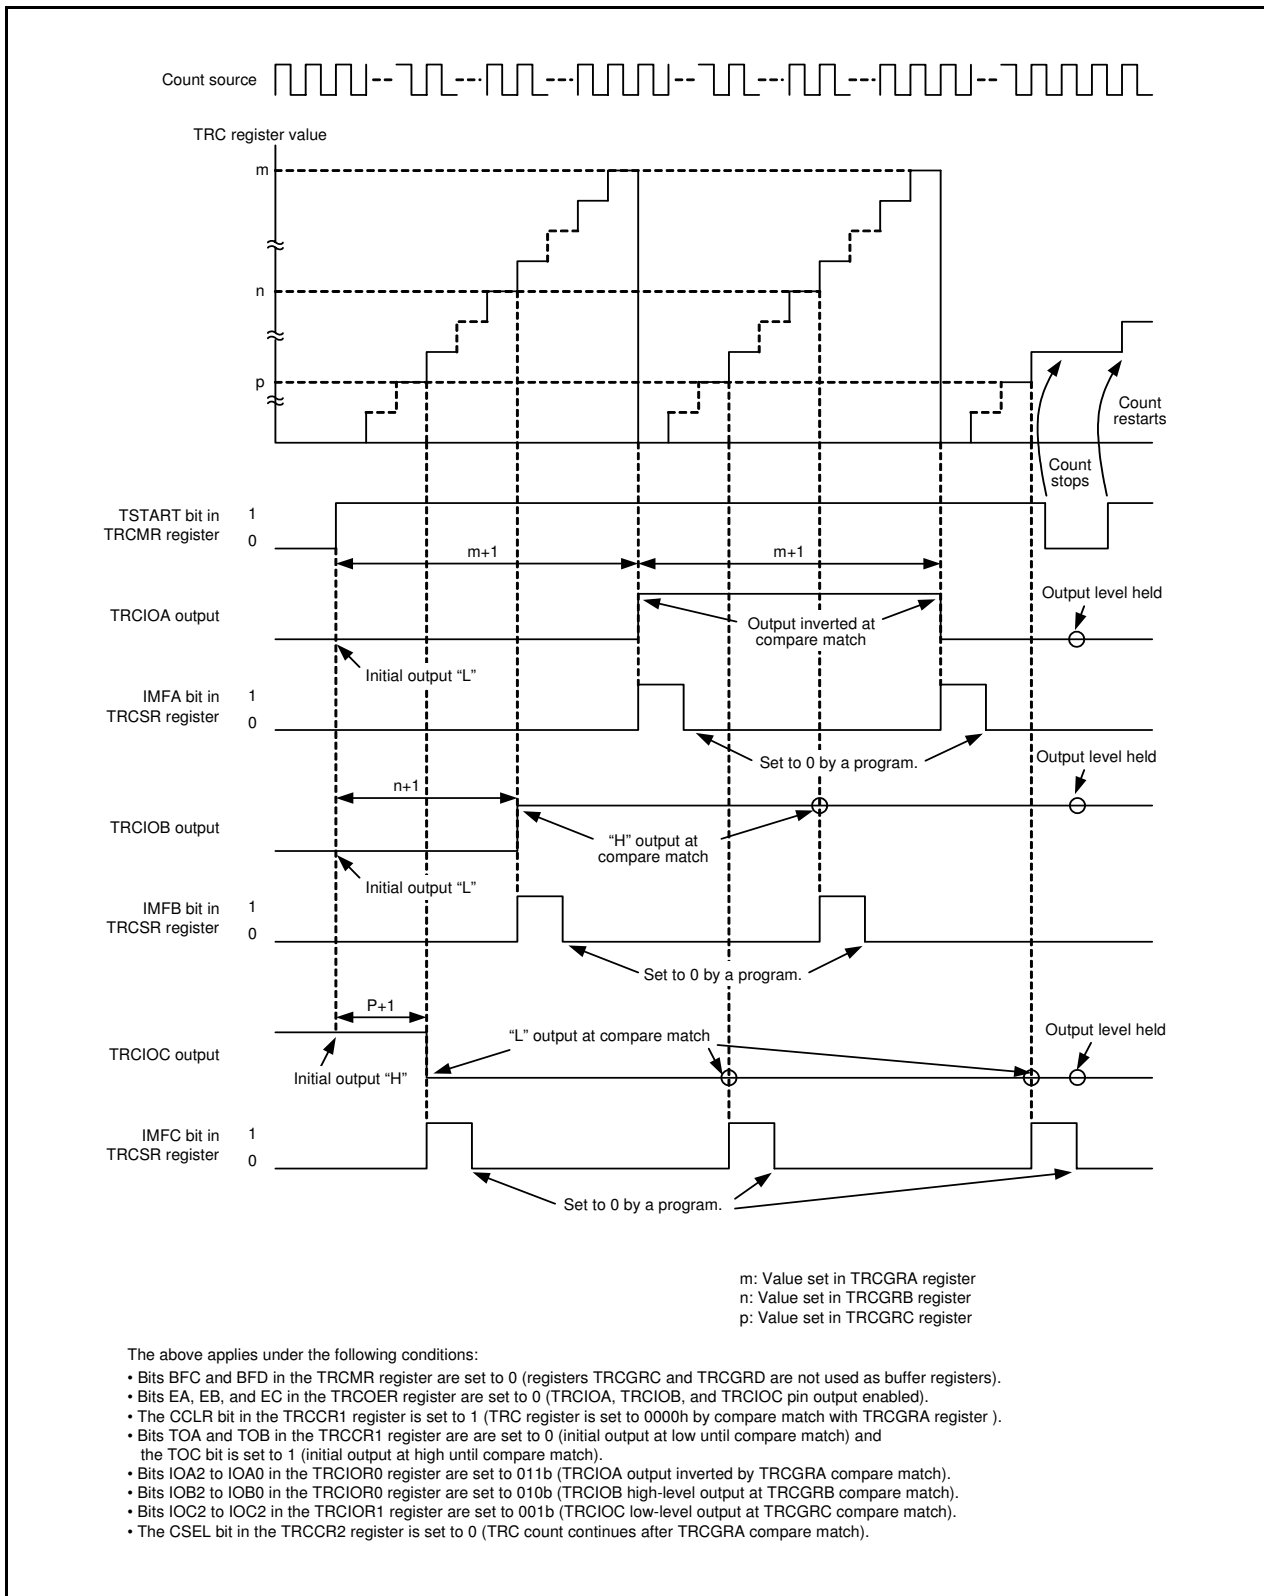 Count source
TRC register value
m
n
p
Count
restarts
Count
stops
TSTART bit in
TRCMR register
1
0
m+1
m+1
TRCIOA output
Output level held
Output inverted at
compare match
Initial output “L”
IMFA bit in
TRCSR register
1
0
Set to 0 by a program.
Output level held
n+1
TRCIOB output
“H” output at
compare match
Initial output “L”
IMFB bit in
TRCSR register
1
0
Set to 0 by a program.
P+1
TRCIOC output
“L” output at compare match
Output level held
Initial output “H”
IMFC bit in
TRCSR register
1
0
Set to 0 by a program.
m: Value set in TRCGRA register
n: Value set in TRCGRB register
p: Value set in TRCGRC register
The above applies under the following conditions:
• Bits BFC and BFD in the TRCMR register are set to 0 (registers TRCGRC and TRCGRD are not used as buffer registers).
• Bits EA, EB, and EC in the TRCOER register are set to 0 (TRCIOA, TRCIOB, and TRCIOC pin output enabled).
• The CCLR bit in the TRCCR1 register is set to 1 (TRC register is set to 0000h by compare match with TRCGRA register ).
• Bits TOA and TOB in the TRCCR1 register are are set to 0 (initial output at low until compare match) and
the TOC bit is set to 1 (initial output at high until compare match).
• Bits IOA2 to IOA0 in the TRCIOR0 register are set to 011b (TRCIOA output inverted by TRCGRA compare match).
• Bits IOB2 to IOB0 in the TRCIOR0 register are set to 010b (TRCIOB high-level output at TRCGRB compare match).
• Bits IOC2 to IOC2 in the TRCIOR1 register are set to 001b (TRCIOC low-level output at TRCGRC compare match).
• The CSEL bit in the TRCCR2 register is set to 0 (TRC count continues after TRCGRA compare match).